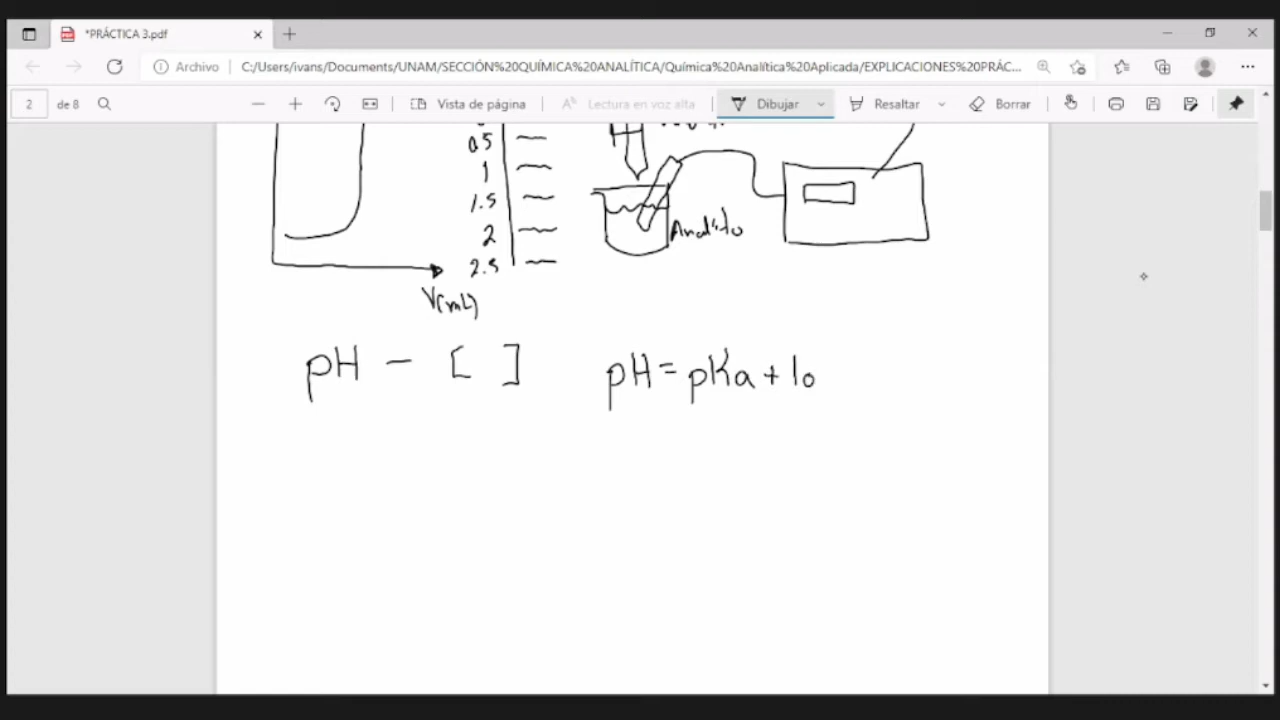 *PRÁCTICA 3.pdf
Archivo C:/Users/ivans/Documents/UNAM/SECCIÓN%20QUÍMICA%20ANALÍTICA/Química%20Analítica%20Aplicada/EXPLICACIONES%20PRÁC...
2 de 8 Vista de página Lectura en voz alta Dibujar Resaltar Borrar
0.5
1
1.5
2
2.5
Analito
V(mL)
pH - [ ] pH = pKa + lo